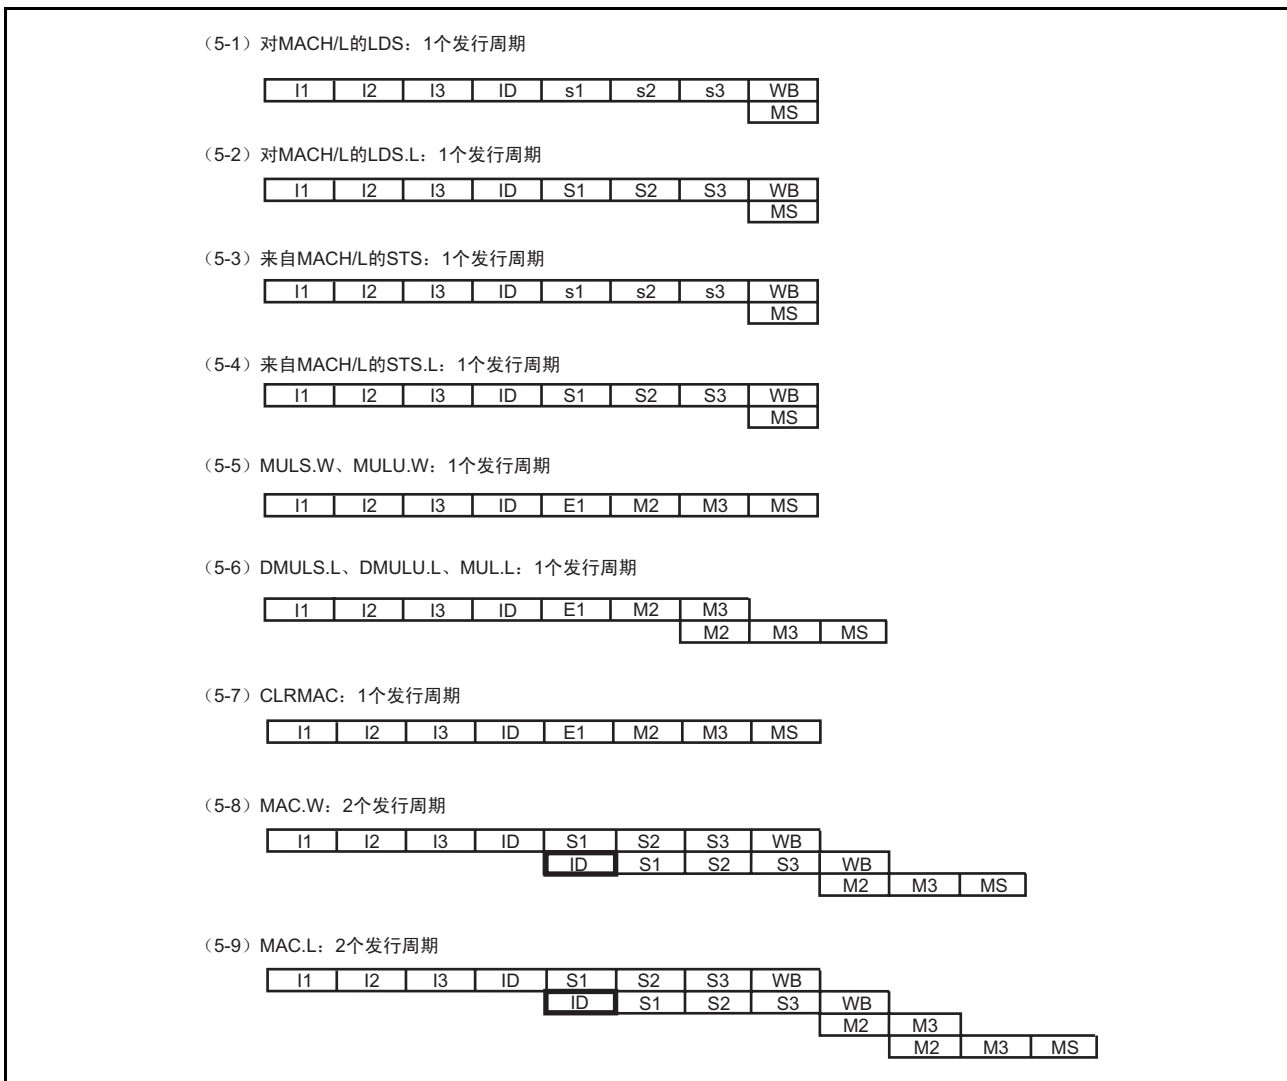 （5-1）对MACH/L的LDS：1个发行周期
I1 I2 I3 ID s1 s2 s3 WB
MS
（5-2）对MACH/L的LDS.L：1个发行周期
I1 I2 I3 ID S1 S2 S3 WB
MS
（5-3）来自MACH/L的STS：1个发行周期
I1 I2 I3 ID s1 s2 s3 WB
MS
（5-4）来自MACH/L的STS.L：1个发行周期
I1 I2 I3 ID S1 S2 S3 WB
MS
（5-5）MULS.W、MULU.W：1个发行周期
I1 I2 I3 ID E1 M2 M3 MS
（5-6）DMULS.L、DMULU.L、MUL.L：1个发行周期
I1 I2 I3 ID E1 M2 M3
M2 M3 MS
（5-7）CLRMAC：1个发行周期
I1 I2 I3 ID E1 M2 M3 MS
（5-8）MAC.W：2个发行周期
I1 I2 I3 ID S1 S2 S3 WB
ID S1 S2 S3 WB
M2 M3 MS
（5-9）MAC.L：2个发行周期
I1 I2 I3 ID S1 S2 S3 WB
ID S1 S2 S3 WB
M2 M3
M2 M3 MS